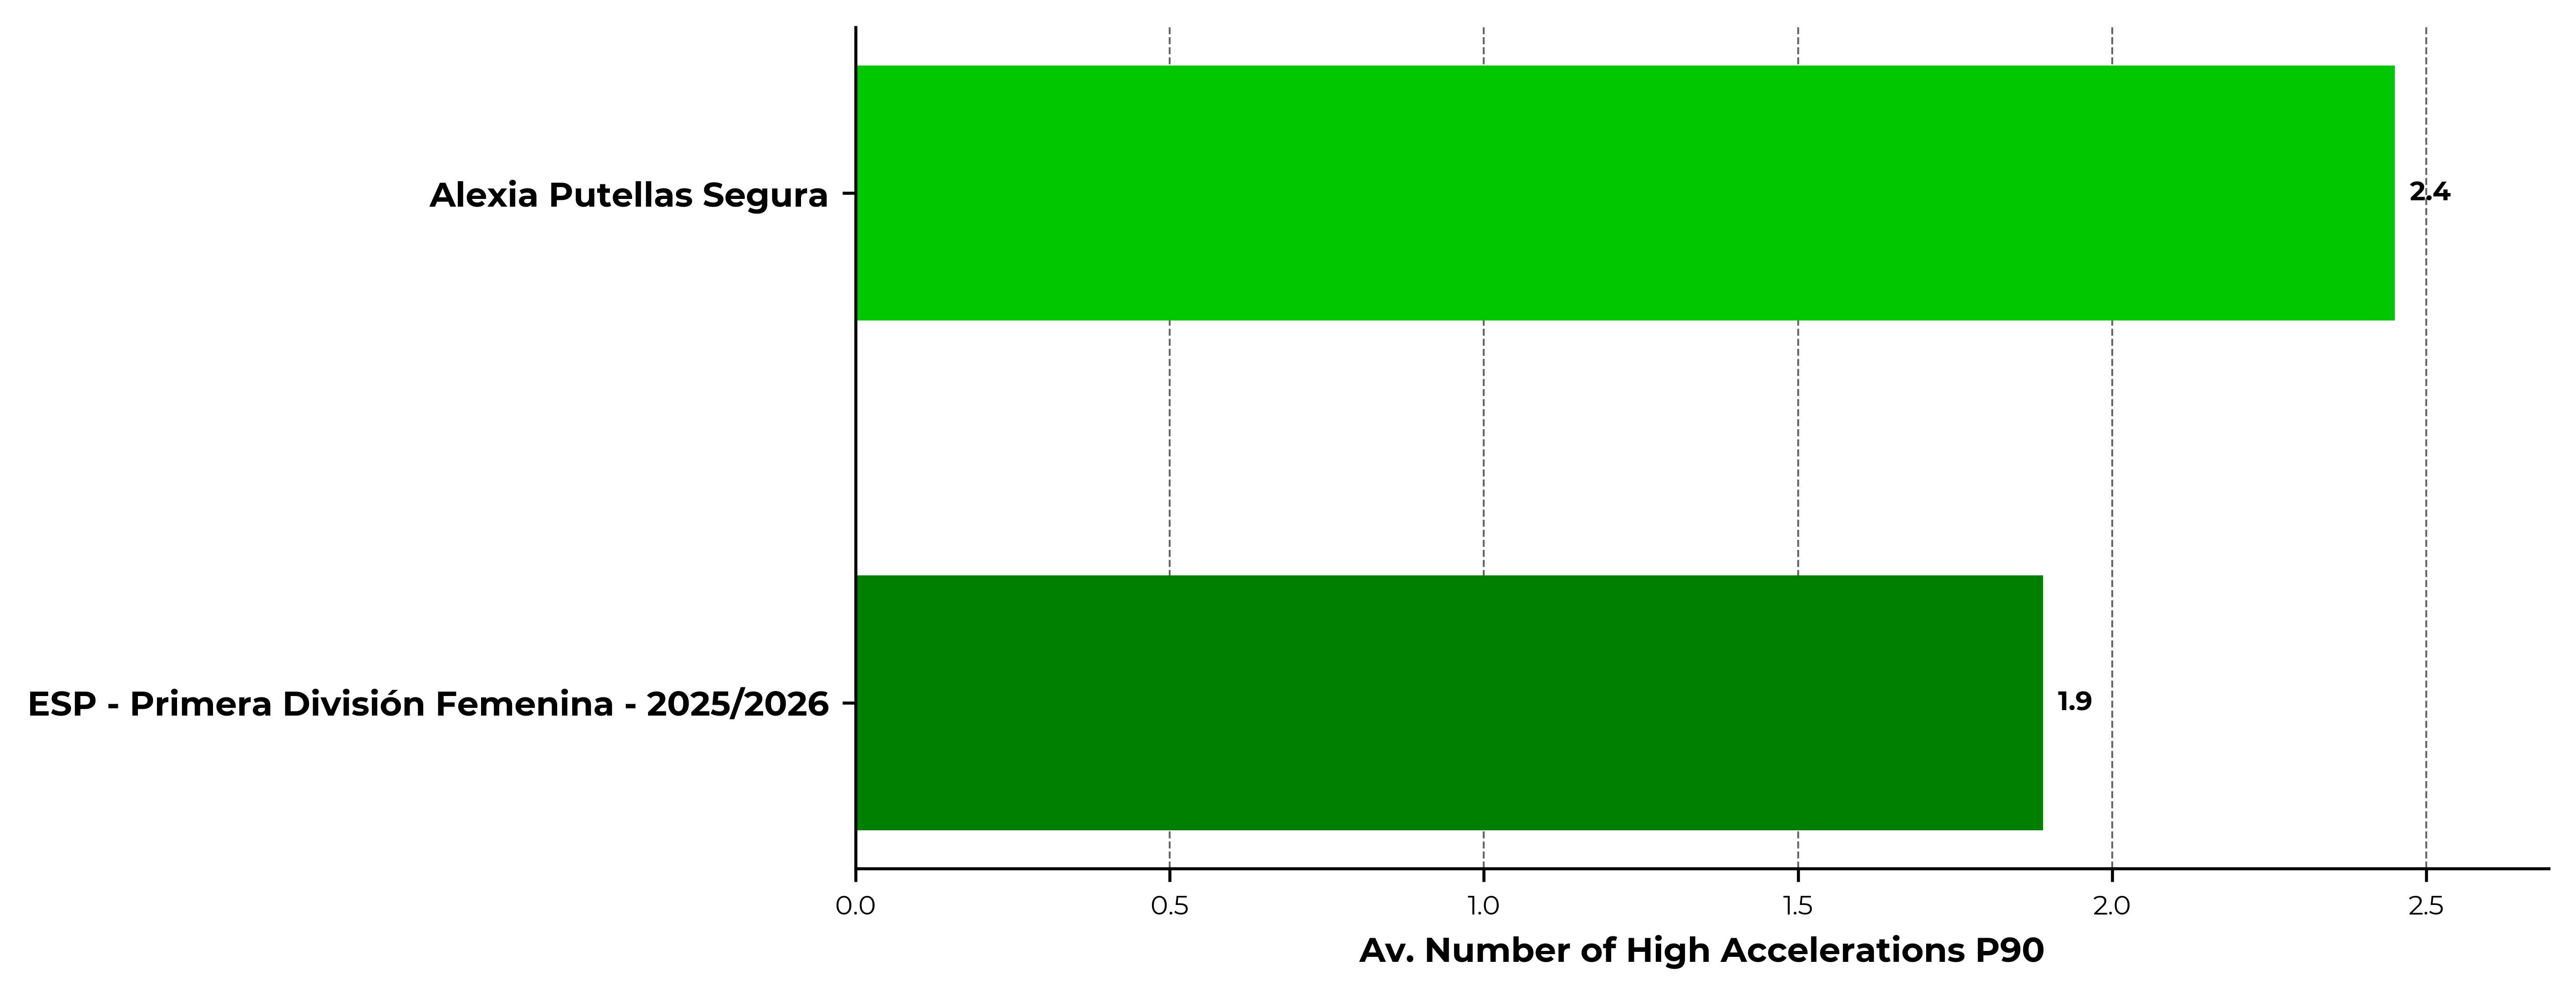 Alexia Putellas Segura
2.4
ESP - Primera División Femenina - 2025/2026
1.9
0.0 0.5 1.0 1.5 2.0 2.5
Av. Number of High Accelerations P90